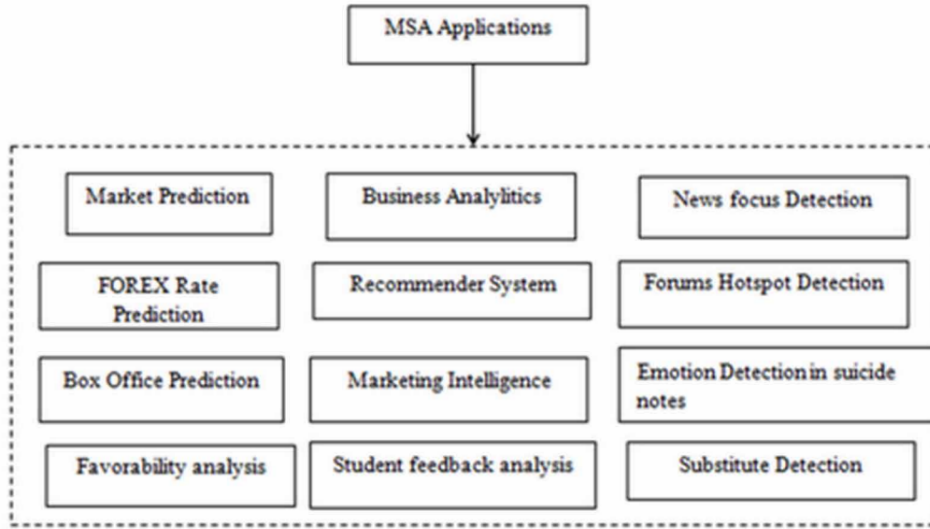 MSA Applications
Market Prediction
Business Analylitics
News focus Detection
FOREX Rate
Prediction
Recommender System
Forums Hotspot Detection
Box Office Prediction
Marketing Intelligence
Emotion Detection in suicide
notes
Favorability analysis
Student feedback analysis
Substitute Detection